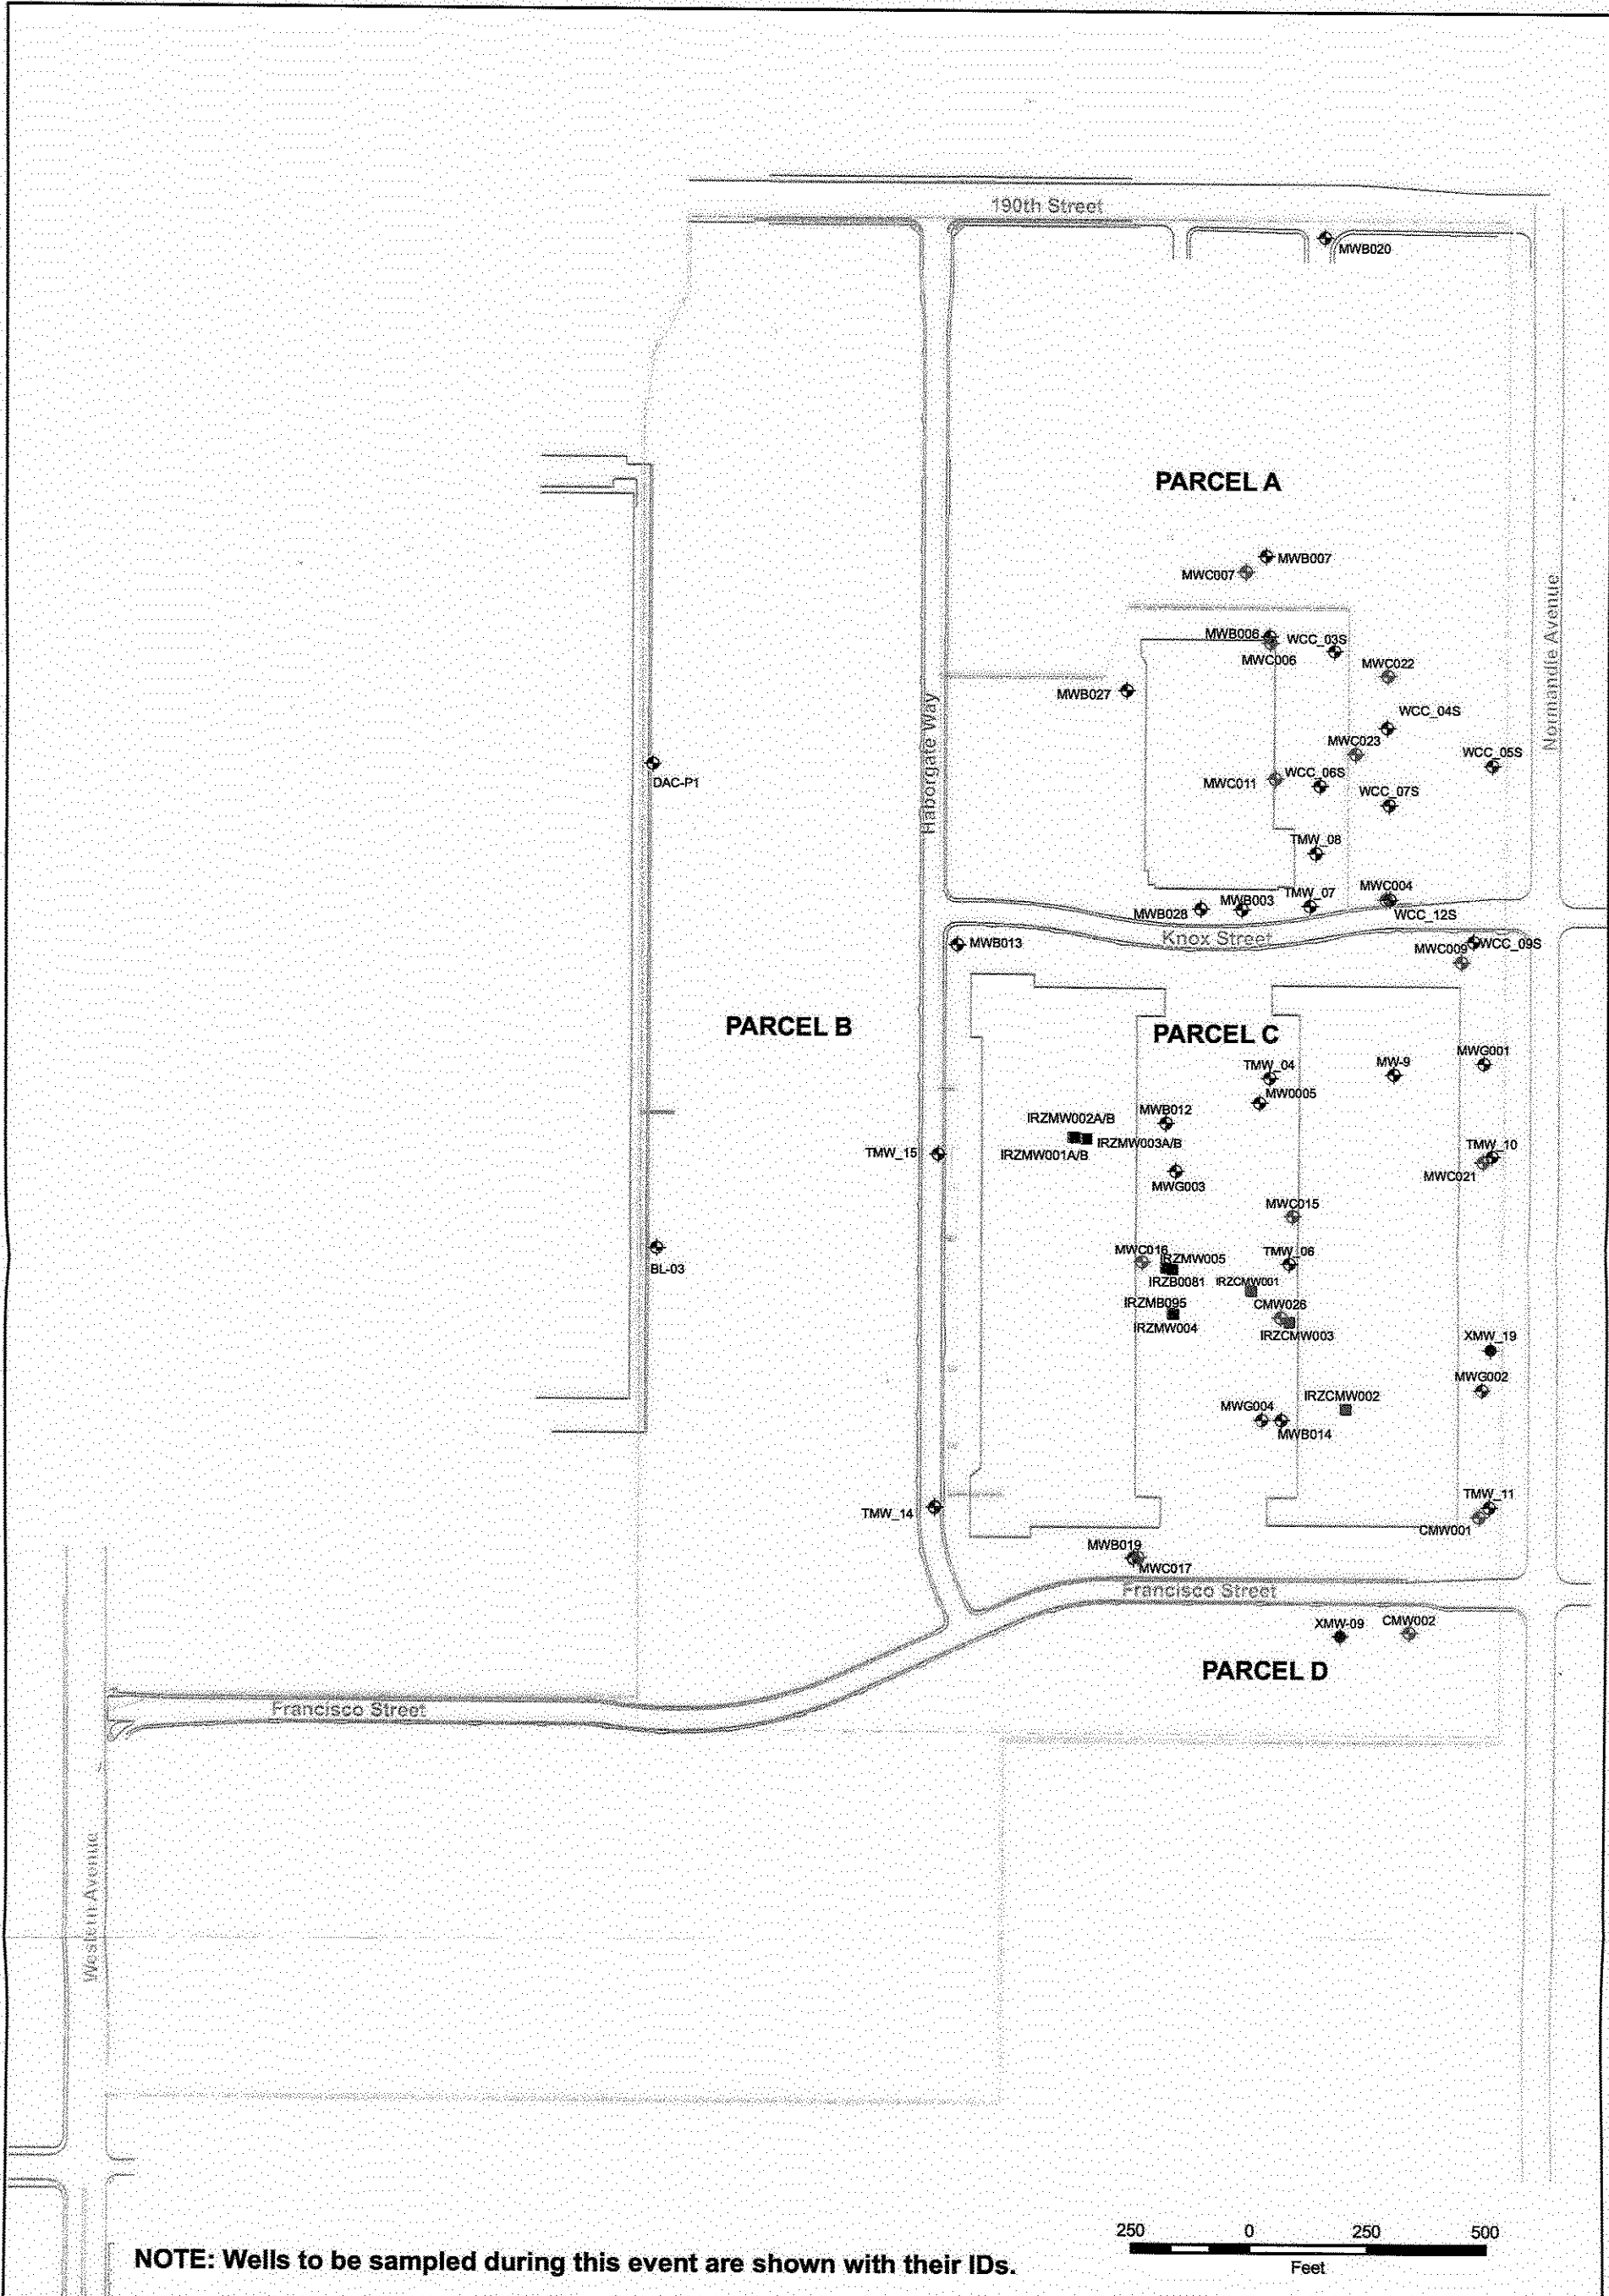 190th Street
MWB020
PARCEL A
MWB007
MWC007
Normandie Avenue
MWB006
WCC_03S
MWC006
MWC022
MWB027
Haborgate Way
WCC_04S
MWC023
WCC_05S
DAC-P1
MWC011
WCC_06S
WCC_07S
TMW_08
MWC004
TMW_07
MWB003
MWB028
WCC_12S
Knox Street
MWB013
WCC_09S
MWC009
PARCEL B
PARCEL C
MWG001
TMW_04
MW-9
MW0005
MWB012
IRZMW002A/B
IRZMW003A/B
IRZMW001A/B
TMW_15
TMW_10
MWC021
MWG003
MWC015
MWC016
IRZMW005
TMW_06
BL-03
IRZB0081
IRZCMW001
IRZMB095
CMW026
IRZMW004
IRZCMW003
XMW_19
MWG002
IRZCMW002
MWG004
MWB014
TMW_11
TMW_14
CMW001
MWB019
MWC017
Francisco Street
XMW-09
CMW002
PARCEL D
Francisco Street
Western Avenue
250 0 250 500
Feet
NOTE: Wells to be sampled during this event are shown with their IDs.